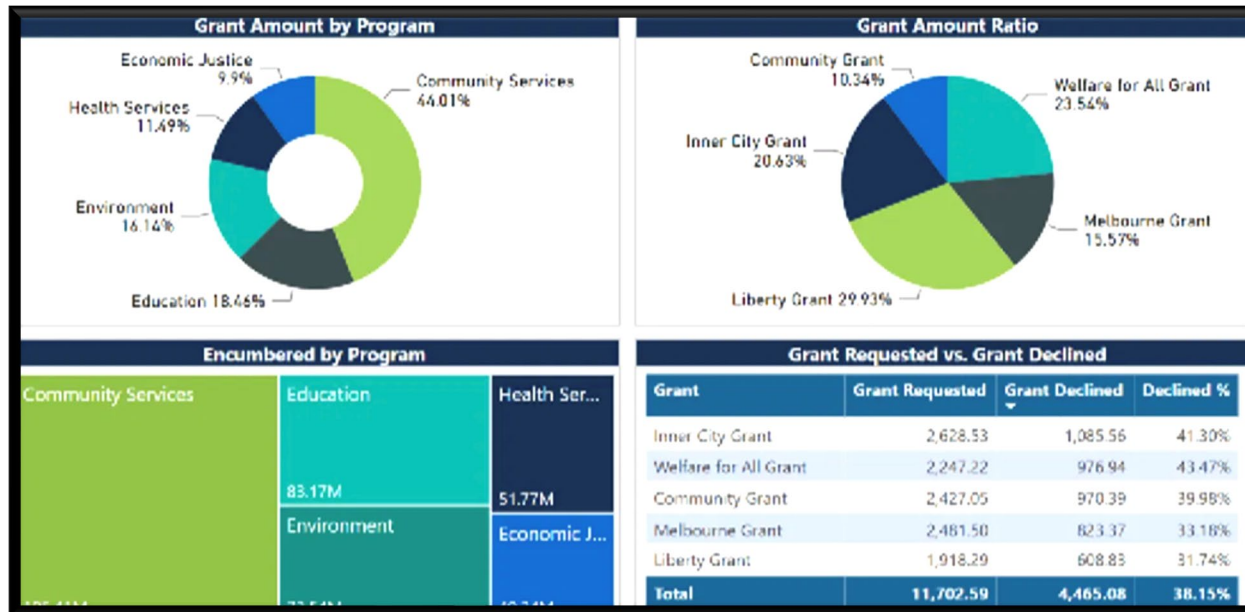 Grant Amount by Program
Economic Justice
9.9%
Health Services
11.49%
Environment
16.14%
Education 18.46%
Community Services
44.01%
Grant Amount Ratio
Community Grant
10.34%
Inner City Grant
20.63%
Liberty Grant 29.93%
Welfare for All Grant
23.54%
Melbourne Grant
15.57%
Encumbered by Program
Community Services
Education
83.17M
Environment
Health Ser...
51.77M
Economic J...
Grant Requested vs. Grant Declined
Grant Grant Requested Grant Declined Declined %
Inner City Grant 2,628.53 1,085.56 41.30%
Welfare for All Grant 2,247.22 976.94 43.47%
Community Grant 2,427.05 970.39 39.98%
Melbourne Grant 2,481.50 823.37 33.18%
Liberty Grant 1,918.29 608.83 31.74%
Total 11,702.59 4,465.08 38.15%